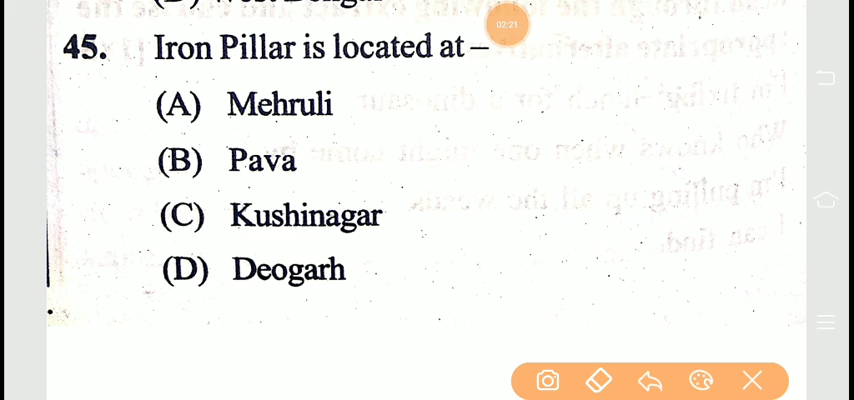 02:21
45. Iron Pillar is located at –
(A) Mehruli
(B) Pava
(C) Kushinagar
(D) Deogarh